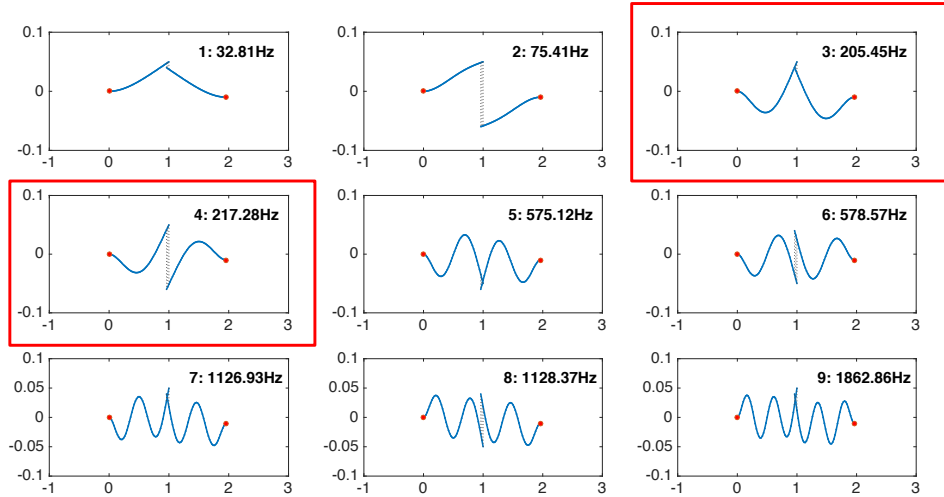 0.1
0
-0.1
-1 0 1 2 3
1: 32.81Hz
0.1
0
-0.1
-1 0 1 2 3
2: 75.41Hz
0.1
0
-0.1
-1 0 1 2 3
3: 205.45Hz
0.1
0
-0.1
-1 0 1 2 3
4: 217.28Hz
0.1
0
-0.1
-1 0 1 2 3
5: 575.12Hz
0.1
0
-0.1
-1 0 1 2 3
6: 578.57Hz
0.1
0.05
0
-0.05
-0.1
-1 0 1 2 3
7: 1126.93Hz
0.1
0.05
0
-0.05
-0.1
-1 0 1 2 3
8: 1128.37Hz
0.1
0.05
0
-0.05
-0.1
-1 0 1 2 3
9: 1862.86Hz